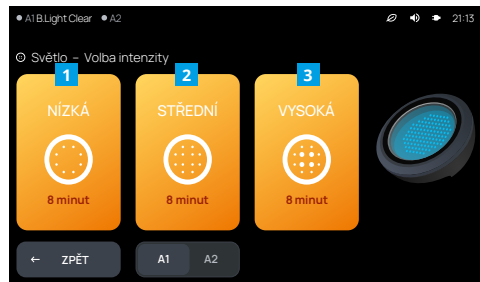 A1 B.Light Clear A2 21:13
Světlo – Volba intenzity
1 2 3
NÍZKÁ STŘEDNÍ VYSOKÁ
8 minut 8 minut 8 minut
← ZPĚT A1 A2